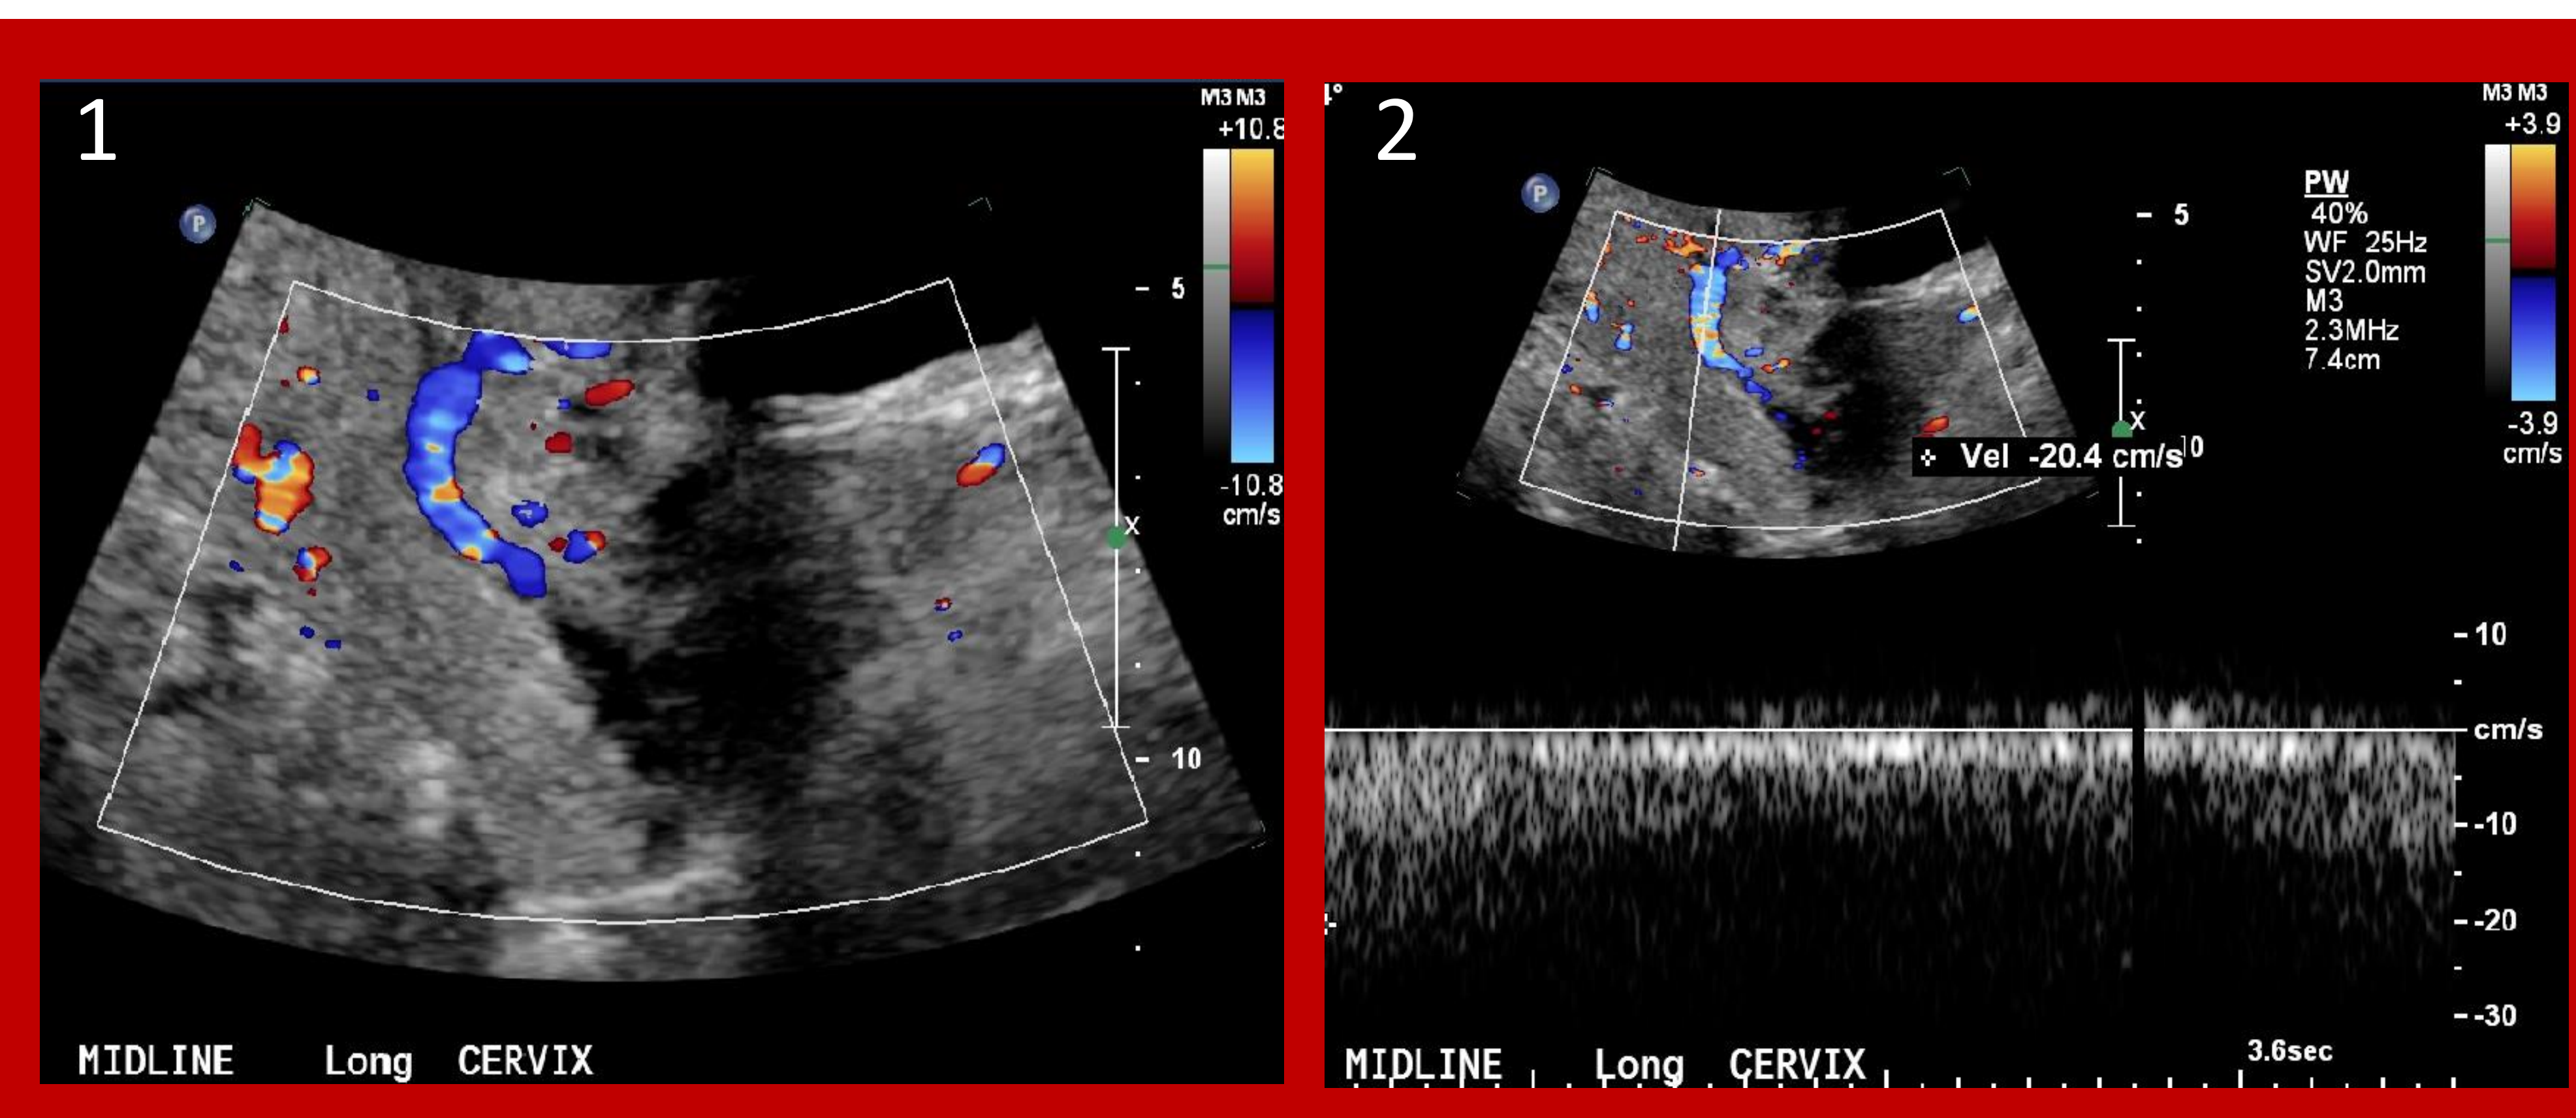 1
M3 M3
+10.8
P
5
-10.8
cm/s
X
10
MIDLINE Long CERVIX
2
M3 M3
+3.9
P
5
PW
40%
WF 25Hz
SV2.0mm
M3
2.3MHz
7.4cm
X
-3.9
cm/s
Vel -20.4 cm/s
10
cm/s
-10
-20
-30
3.6sec
MIDLINE Long CERVIX